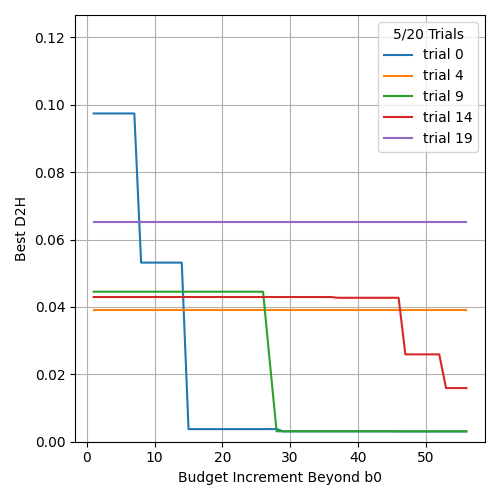 5/20 Trials
trial 0
trial 4
trial 9
trial 14
trial 19
0.12
0.10
0.08
0.06
0.04
0.02
0.00
Best D2H
0 10 20 30 40 50
Budget Increment Beyond b0